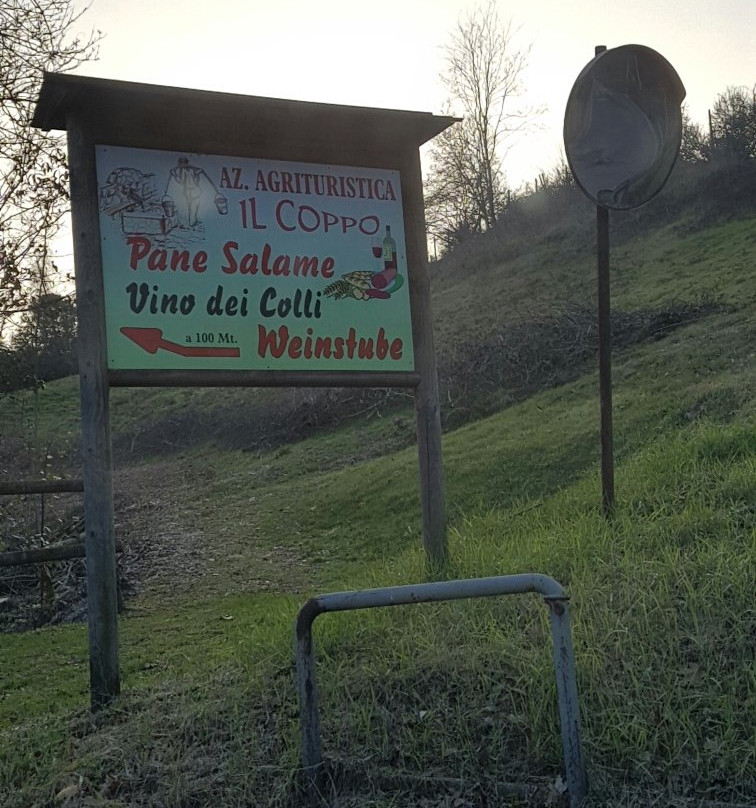 AZ. AGRITURISTICA
IL COPPO
Pane Salame
Vino dei Colli
a 100 Mt.
Weinstube